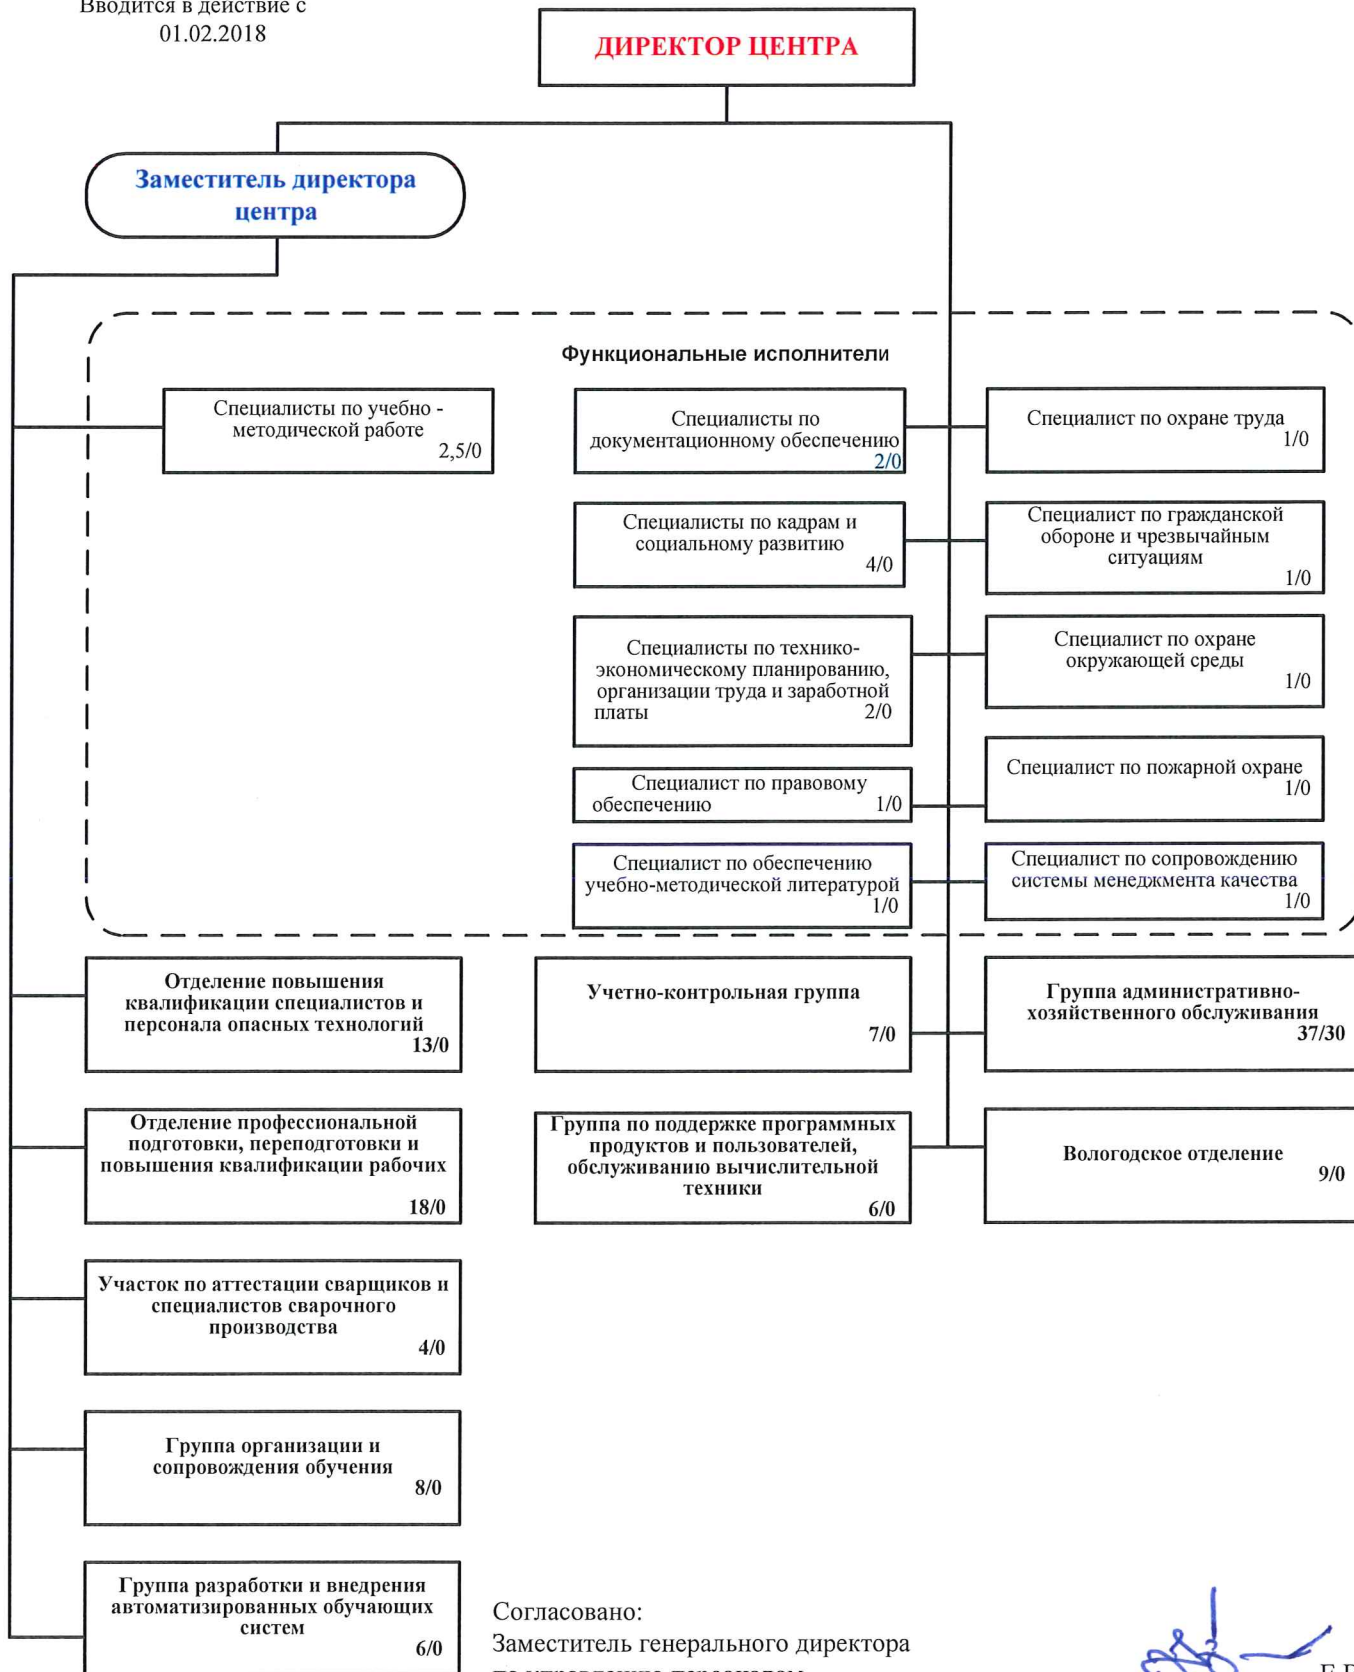 Вводится в действие с
01.02.2018
ДИРЕКТОР ЦЕНТРА
Заместитель директора
центра
Функциональные исполнители
Специалисты по учебно -
методической работе
2,5/0
Специалисты по
документационному обеспечению
2/0
Специалист по охране труда
1/0
Специалисты по кадрам и
социальному развитию
4/0
Специалист по гражданской
обороне и чрезвычайным
ситуациям
1/0
Специалисты по технико-
экономическому планированию,
организации труда и заработной
платы 2/0
Специалист по охране
окружающей среды
1/0
Специалист по правовому
обеспечению 1/0
Специалист по пожарной охране
1/0
Специалист по обеспечению
учебно-методической литературой
1/0
Специалист по сопровождению
системы менеджмента качества
1/0
Отделение повышения
квалификации специалистов и
персонала опасных технологий
13/0
Учетно-контрольная группа
7/0
Группа административно-
хозяйственного обслуживания
37/30
Отделение профессиональной
подготовки, переподготовки и
повышения квалификации рабочих
18/0
Группа по поддержке программных
продуктов и пользователей,
обслуживанию вычислительной
техники
6/0
Вологодское отделение
9/0
Участок по аттестации сварщиков и
специалистов сварочного
производства
4/0
Группа организации и
сопровождения обучения
8/0
Группа разработки и внедрения
автоматизированных обучающих
систем
6/0
Согласовано:
Заместитель генерального директора
по управлению персоналом